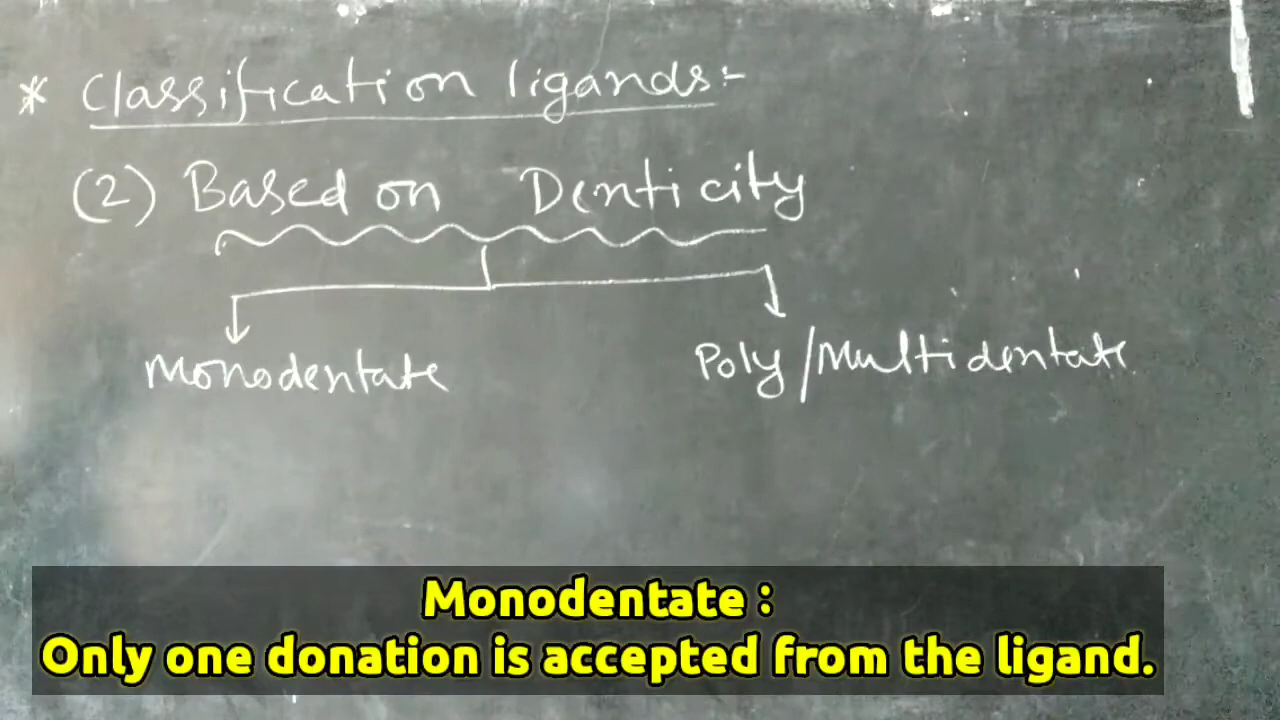 * Classification ligands:-
(2) Based on Denticity
Monodentate
Poly/Multidentate
Monodentate :
Only one donation is accepted from the ligand.